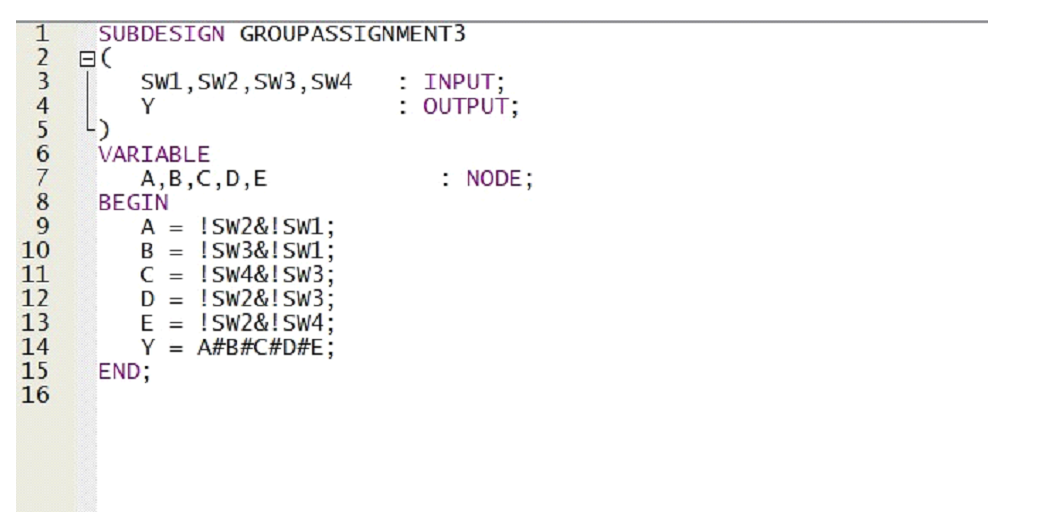 1 SUBDESIGN GROUPASSIGNMENT3
2 (
3 SW1,SW2,SW3,SW4 : INPUT;
4 Y : OUTPUT;
5 )
6 VARIABLE
7 A,B,C,D,E : NODE;
8 BEGIN
9 A = !SW2&!SW1;
10 B = !SW3&!SW1;
11 C = !SW4&!SW3;
12 D = !SW2&!SW3;
13 E = !SW2&!SW4;
14 Y = A#B#C#D#E;
15 END;
16